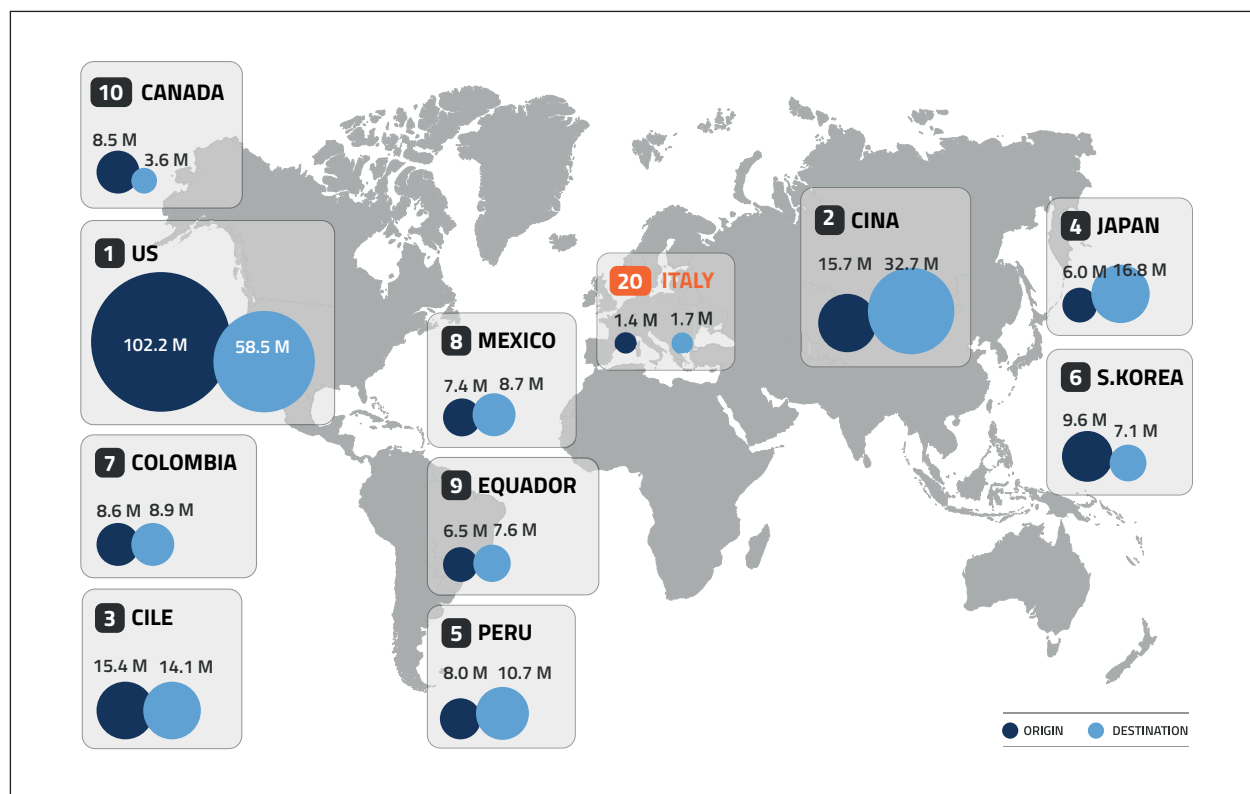 10 CANADA
8.5 M
3.6 M
1 US
102.2 M
58.5 M
7 COLOMBIA
8.6 M 8.9 M
3 CILE
15.4 M 14.1 M
8 MEXICO
7.4 M 8.7 M
9 EQUADOR
6.5 M 7.6 M
5 PERU
8.0 M 10.7 M
20 ITALY
1.4 M 1.7 M
2 CINA
15.7 M 32.7 M
4 JAPAN
6.0 M 16.8 M
6 S.KOREA
9.6 M
7.1 M
ORIGIN DESTINATION